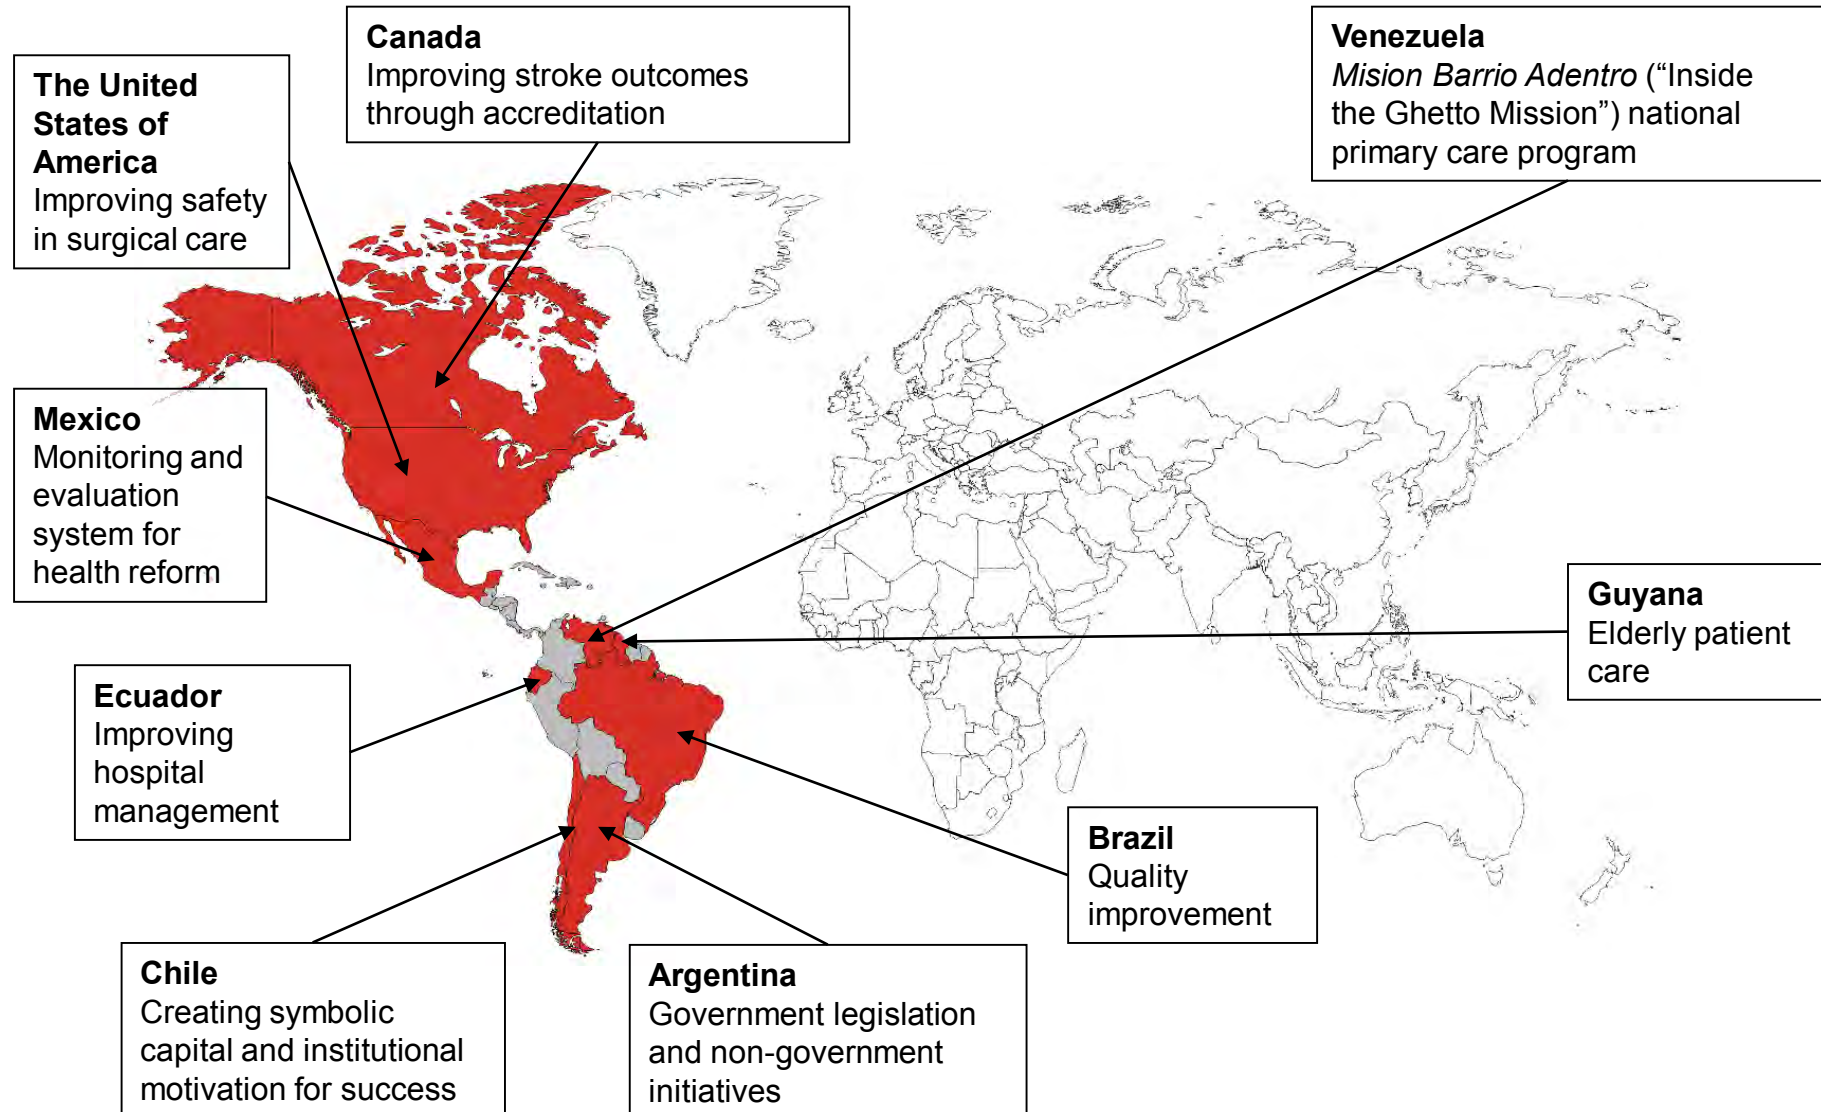 Canada
Improving stroke outcomes
through accreditation
Venezuela
Mision Barrio Adentro (“Inside
the Ghetto Mission”) national
primary care program
The United
States of
America
Improving safety
in surgical care
Mexico
Monitoring and
evaluation
system for
health reform
Guyana
Elderly patient
care
Ecuador
Improving
hospital
management
Brazil
Quality
improvement
Chile
Creating symbolic
capital and institutional
motivation for success
Argentina
Government legislation
and non-government
initiatives